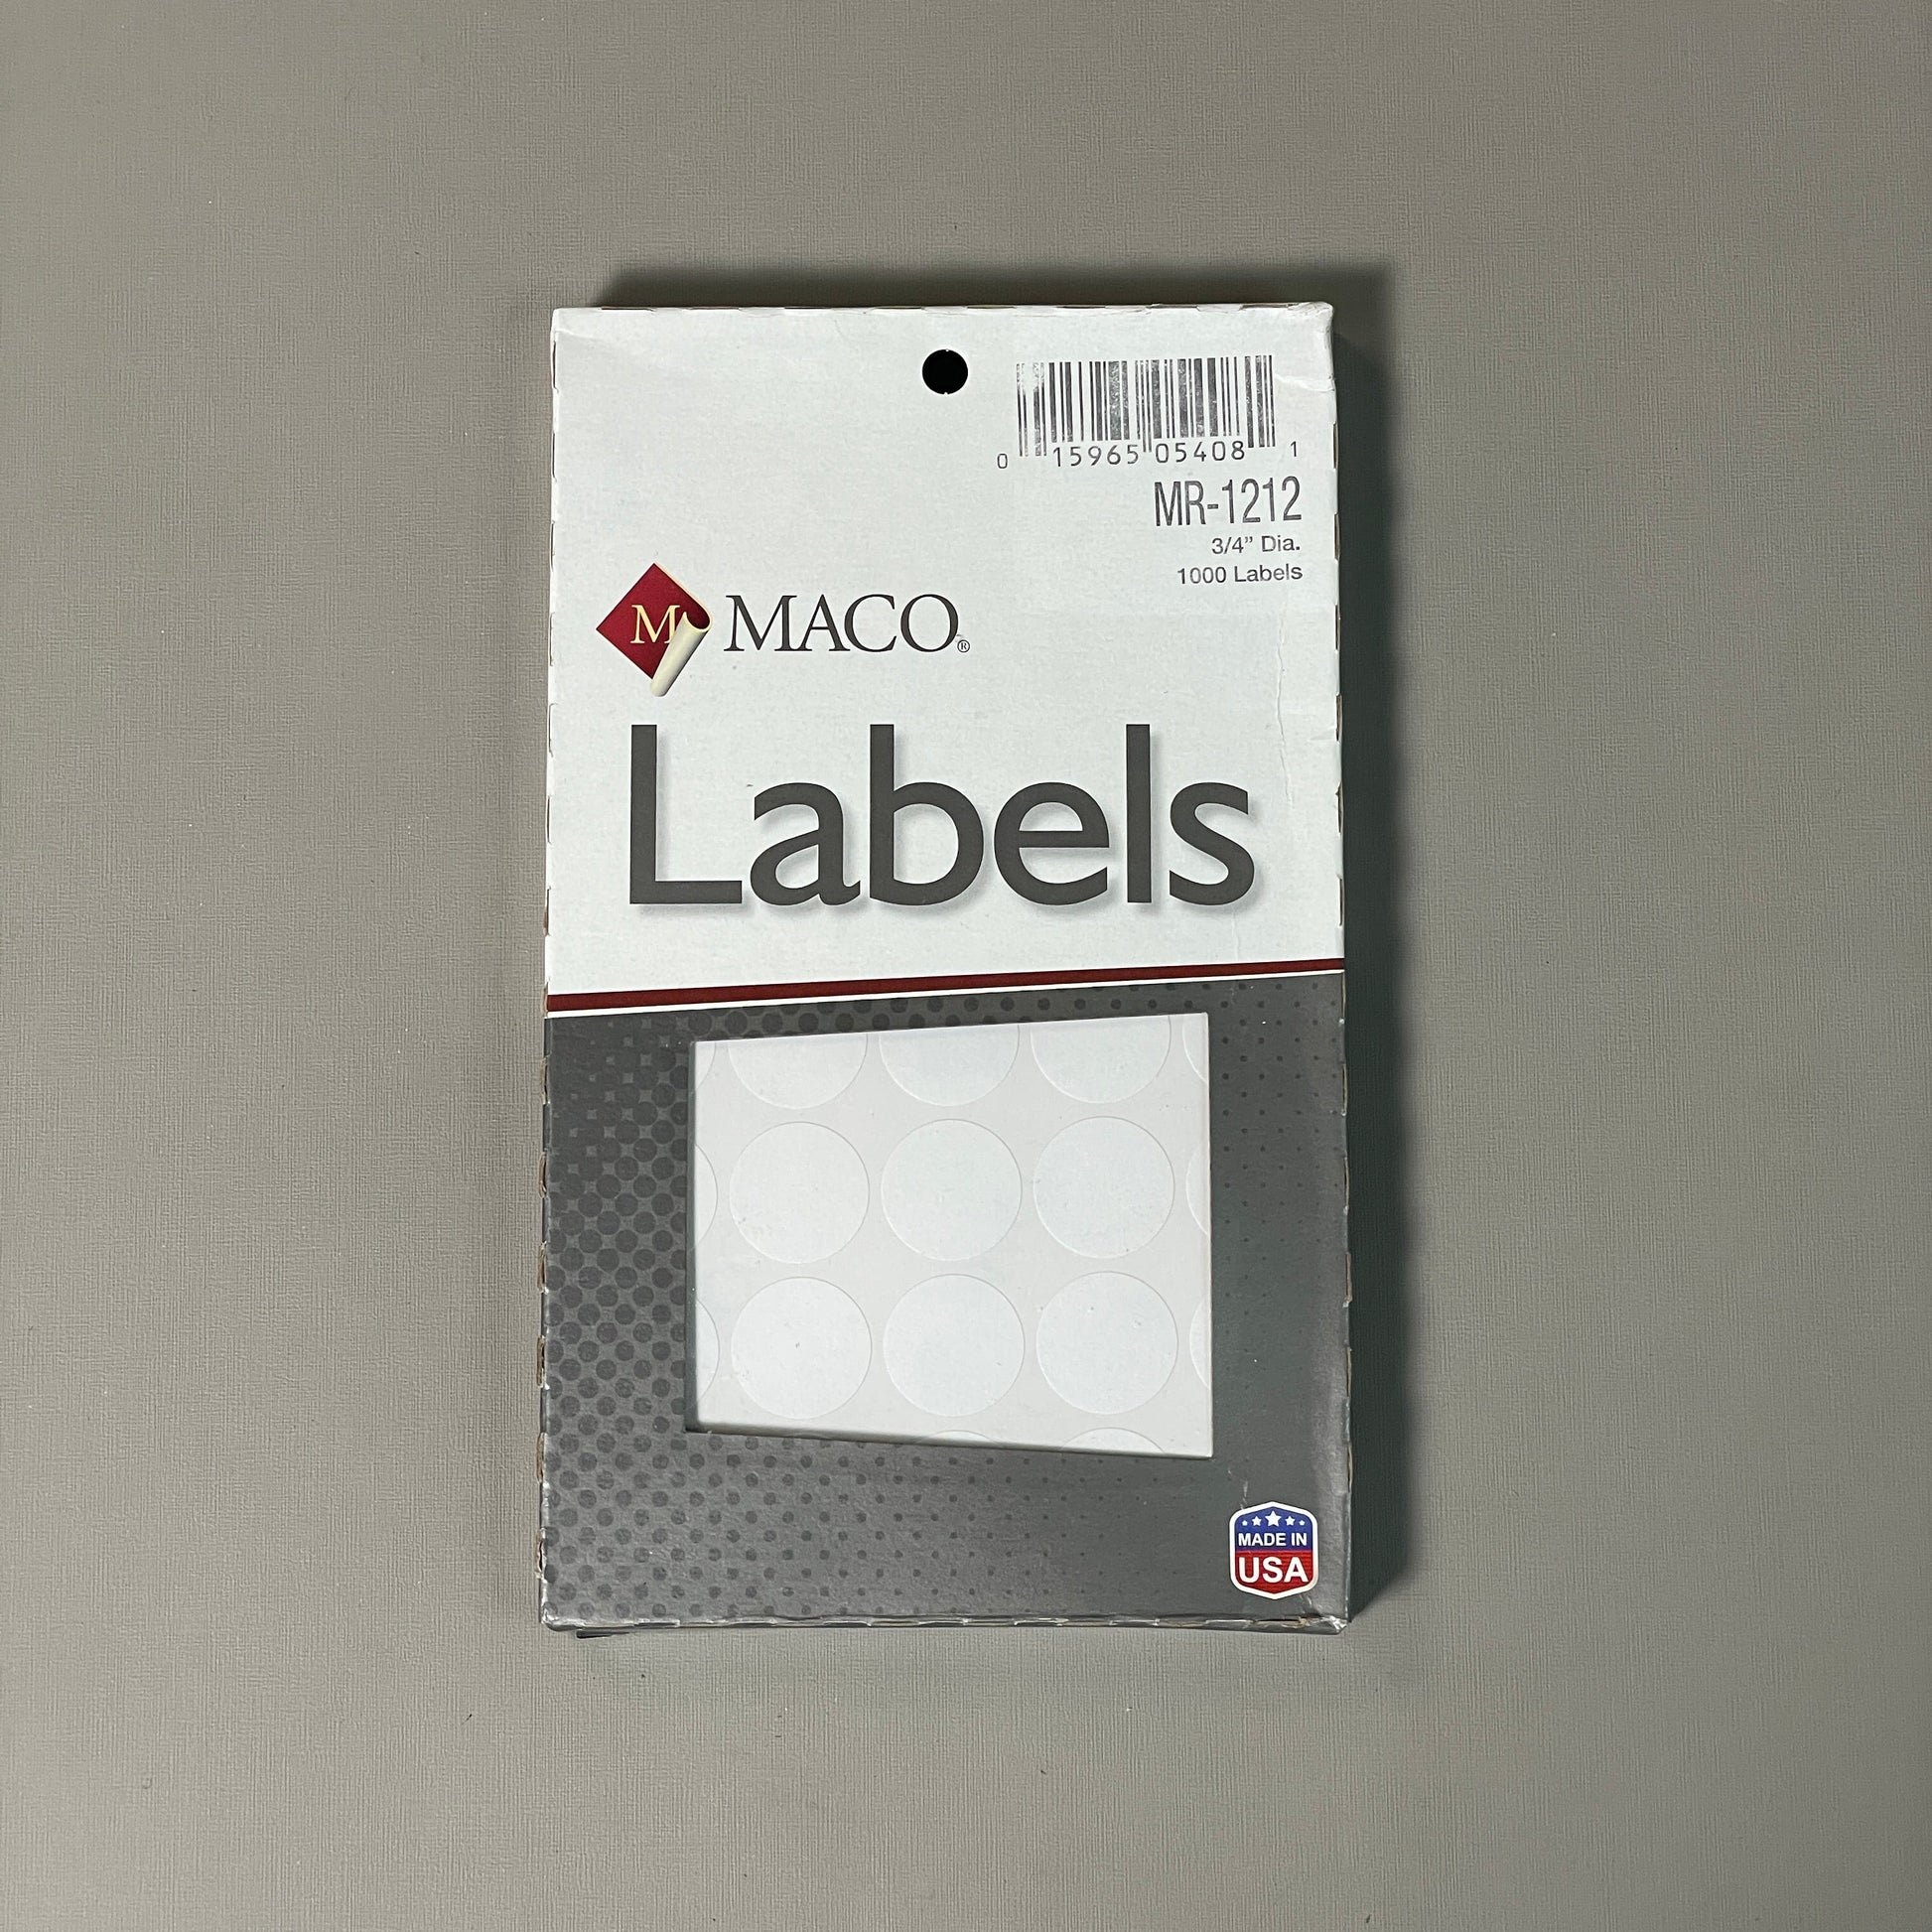 0 15965 05408 1
MR-1212
3/4” Dia.
1000 Labels
M MACO®
Labels
MADE IN
USA